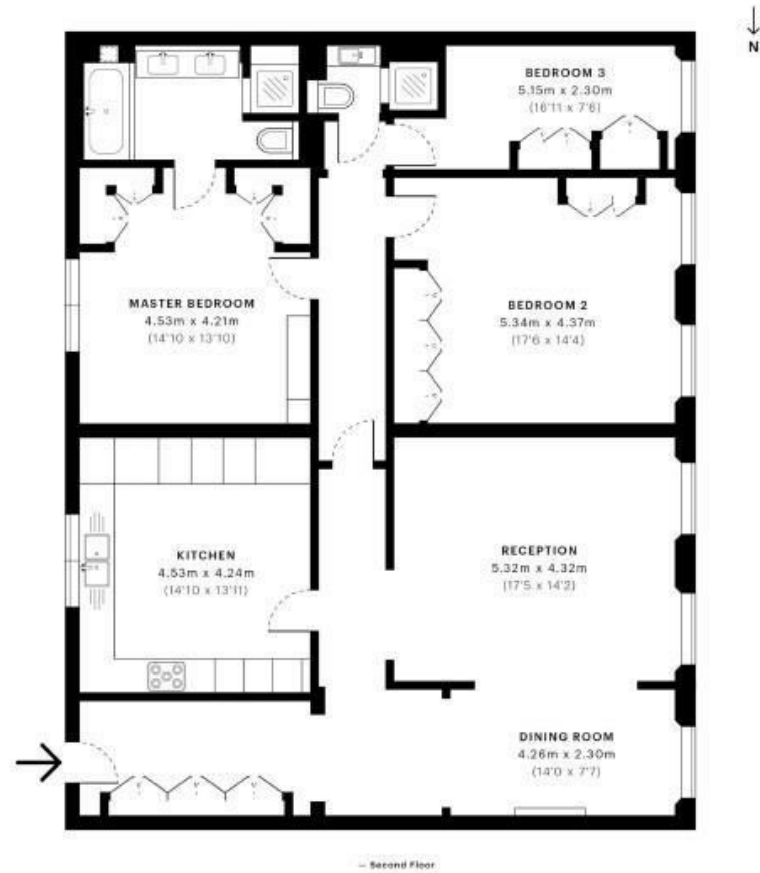 N
BEDROOM 3
5.15m x 2.30m
(16'11 x 7'6)
MASTER BEDROOM
4.53m x 4.21m
(14'10 x 13'10)
BEDROOM 2
5.34m x 4.37m
(17'6 x 14'4)
KITCHEN
4.53m x 4.24m
(14'10 x 13'11)
RECEPTION
5.32m x 4.32m
(17'5 x 14'2)
DINING ROOM
4.26m x 2.30m
(14'0 x 7'7)
— Second Floor